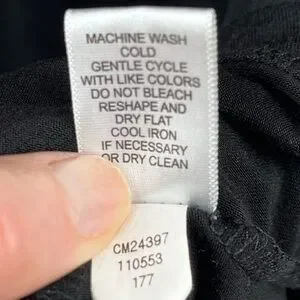 MACHINE WASH
COLD
GENTLE CYCLE
WITH LIKE COLORS
DO NOT BLEACH
RESHAPE AND
DRY FLAT
COOL IRON
IF NECESSARY
OR DRY CLEAN
CM24397
110553
177